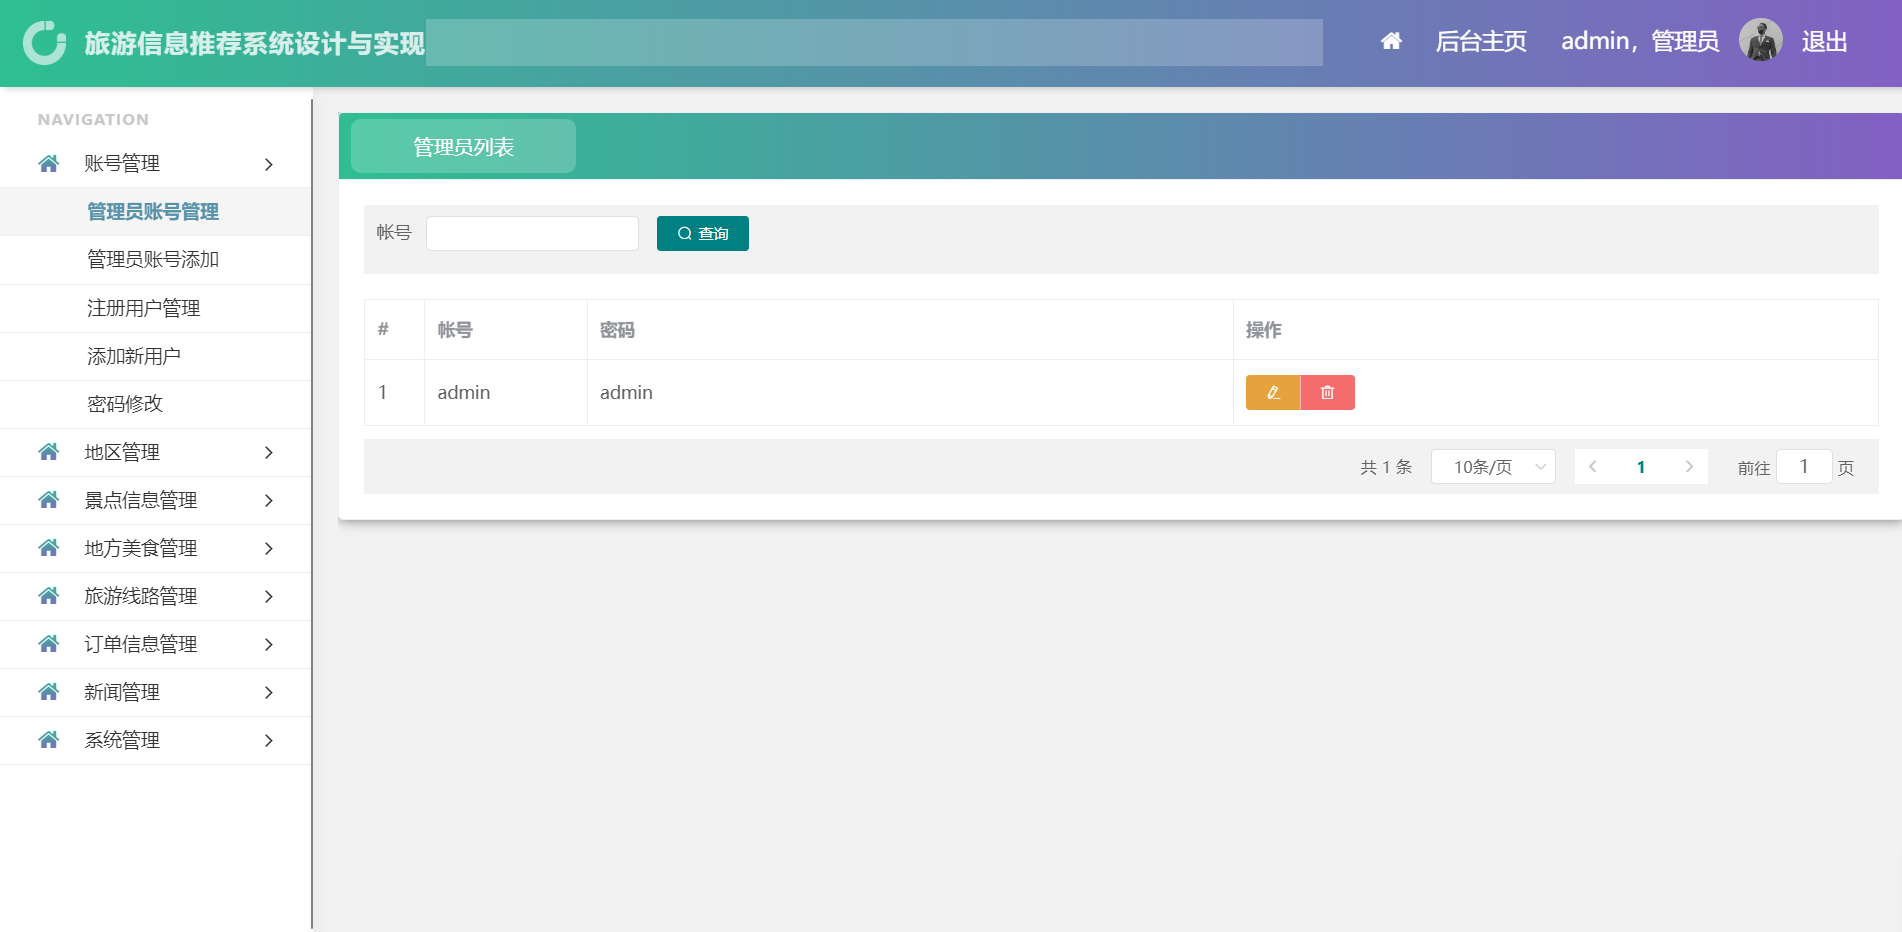 旅游信息推荐系统设计与实现
后台主页
admin，管理员
退出
NAVIGATION
账号管理
管理员账号管理
管理员账号添加
注册用户管理
添加新用户
密码修改
地区管理
景点信息管理
地方美食管理
旅游线路管理
订单信息管理
新闻管理
系统管理
管理员列表
帐号
查询
# 帐号 密码 操作
1 admin admin
共 1 条 10条/页 1 前往 1 页